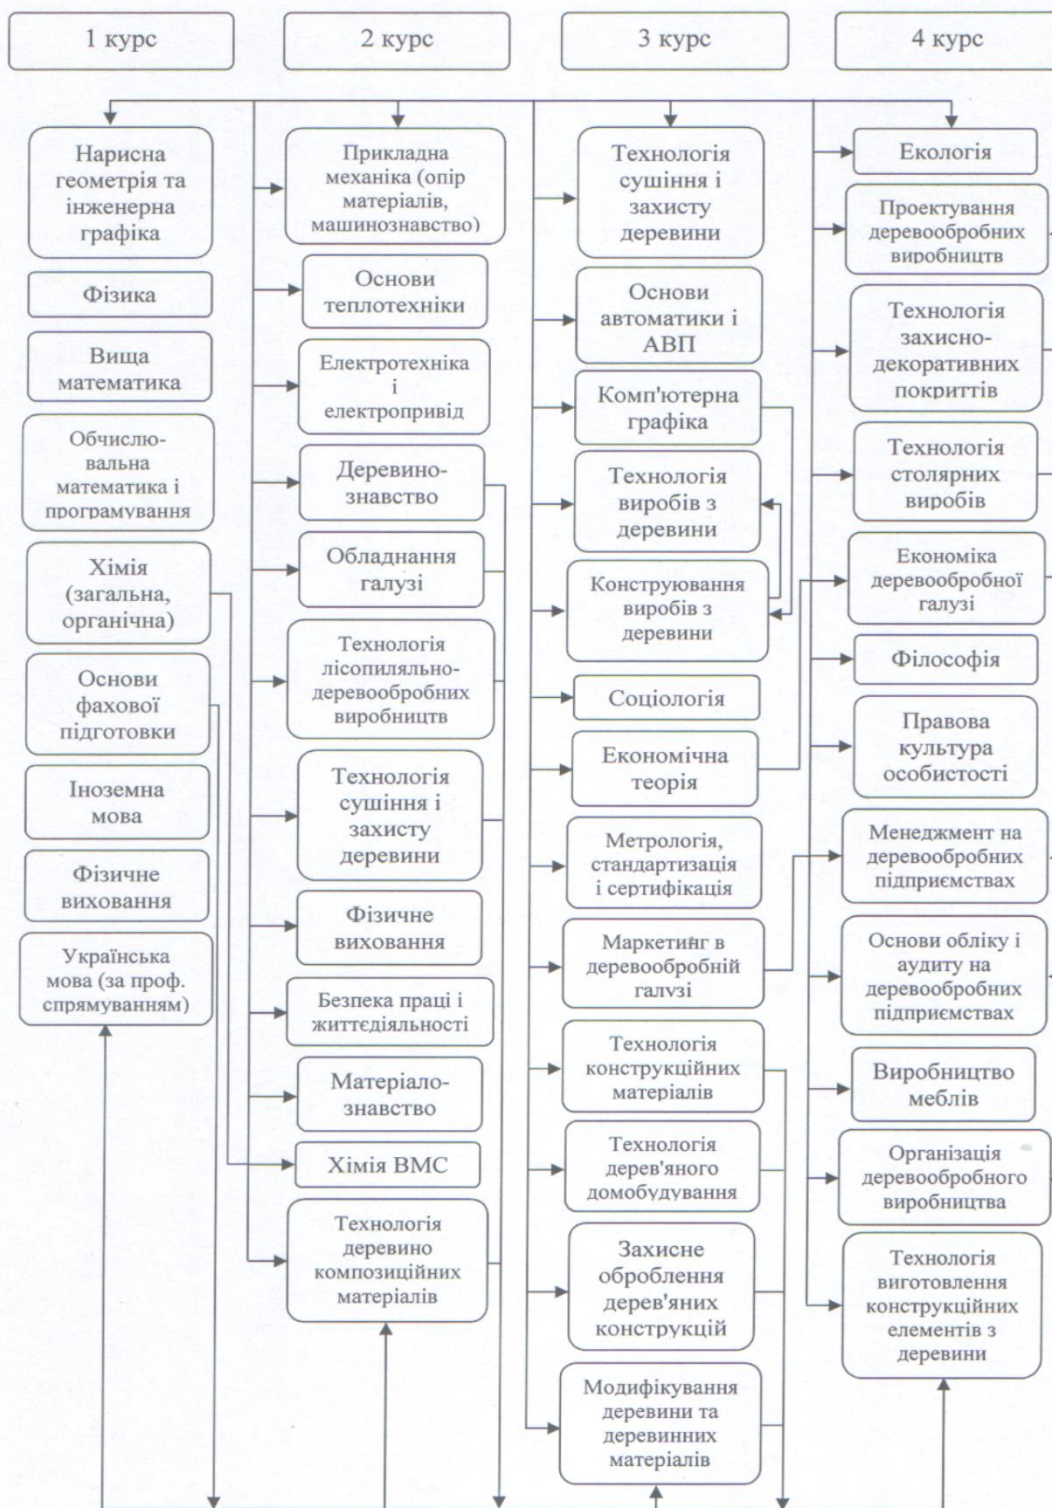 1 курс
2 курс
3 курс
4 курс
Нарисна
геометрія та
інженерна
графіка
Фізика
Вища
математика
Обчислю-
вальна
математика і
програмування
Хімія
(загальна,
органічна)
Основи
фахової
підготовки
Іноземна
мова
Фізичне
виховання
Українська
мова (за проф.
спрямуванням)
Прикладна
механіка (опір
матеріалів,
машинознавство)
Основи
теплотехніки
Електротехніка
і
електропривід
Деревино-
знавство
Обладнання
галузі
Технологія
лісопиляльно-
деревообробних
виробництв
Технологія
сушіння і
захисту
деревини
Фізичне
виховання
Безпека праці і
життєдіяльності
Матеріало-
знавство
Хімія ВМС
Технологія
деревино
композиційних
матеріалів
Технологія
сушіння і
захисту
деревини
Основи
автоматики і
АВП
Комп'ютерна
графіка
Технологія
виробів з
деревини
Конструювання
виробів з
деревини
Соціологія
Економічна
теорія
Метрологія,
стандартизація
і сертифікація
Маркетинг в
деревообробній
галузі
Технологія
конструкційних
матеріалів
Технологія
дерев'яного
домобудування
Захисне
оброблення
дерев'яних
конструкцій
Модифікування
деревини та
деревинних
матеріалів
Екологія
Проектування
деревообробних
виробництв
Технологія
захисно-
декоративних
покриттів
Технологія
столярних
виробів
Економіка
деревообробної
галузі
Філософія
Правова
культура
особистості
Менеджмент на
деревообробних
підприємствах
Основи обліку і
аудиту на
деревообробних
підприємствах
Виробництво
меблів
Організація
деревообробного
виробництва
Технологія
виготовлення
конструкційних
елементів з
деревини